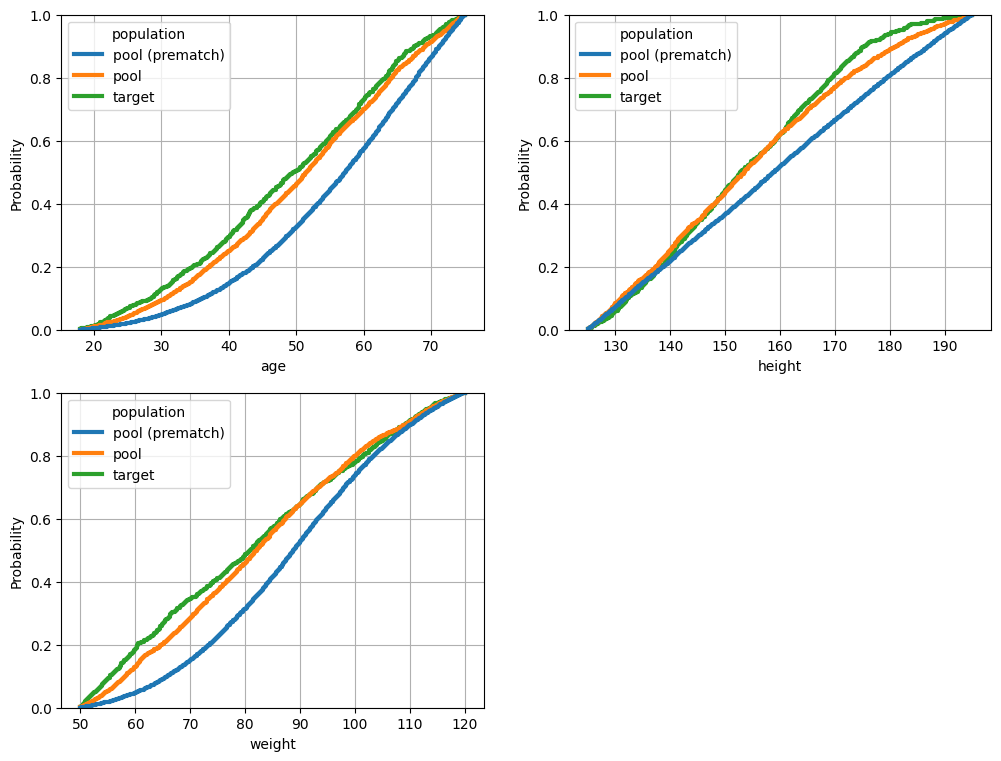 1.0
0.8
0.6
0.4
0.2
0.0
Probability
population
pool (prematch)
pool
target
20 30 40 50 60 70
age
1.0
0.8
0.6
0.4
0.2
0.0
Probability
population
pool (prematch)
pool
target
130 140 150 160 170 180 190
height
1.0
0.8
0.6
0.4
0.2
0.0
Probability
population
pool (prematch)
pool
target
50 60 70 80 90 100 110 120
weight